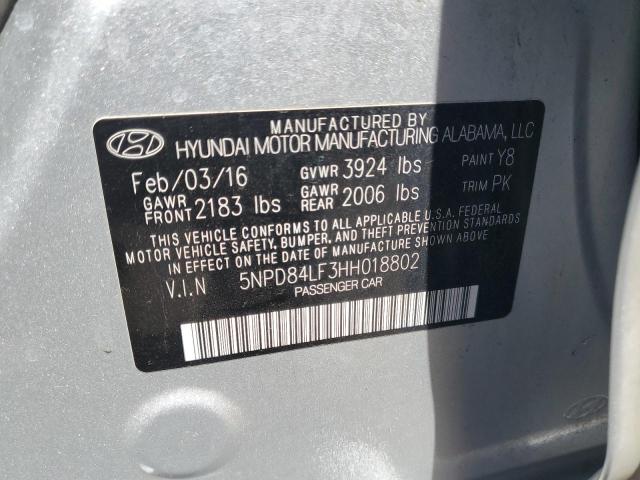 MANUFACTURED BY
HYUNDAI MOTOR MANUFACTURING ALABAMA, LLC
Feb/03/16 GVWR 3924 lbs PAINT Y8
GAWR FRONT 2183 lbs GAWR REAR 2006 lbs TRIM PK
THIS VEHICLE CONFORMS TO ALL APPLICABLE U.S.A. FEDERAL
MOTOR VEHICLE SAFETY, BUMPER, AND THEFT PREVENTION STANDARDS
IN EFFECT ON THE DATE OF MANUFACTURE SHOWN ABOVE.
V.I.N 5NPD84LF3HH018802
PASSENGER CAR